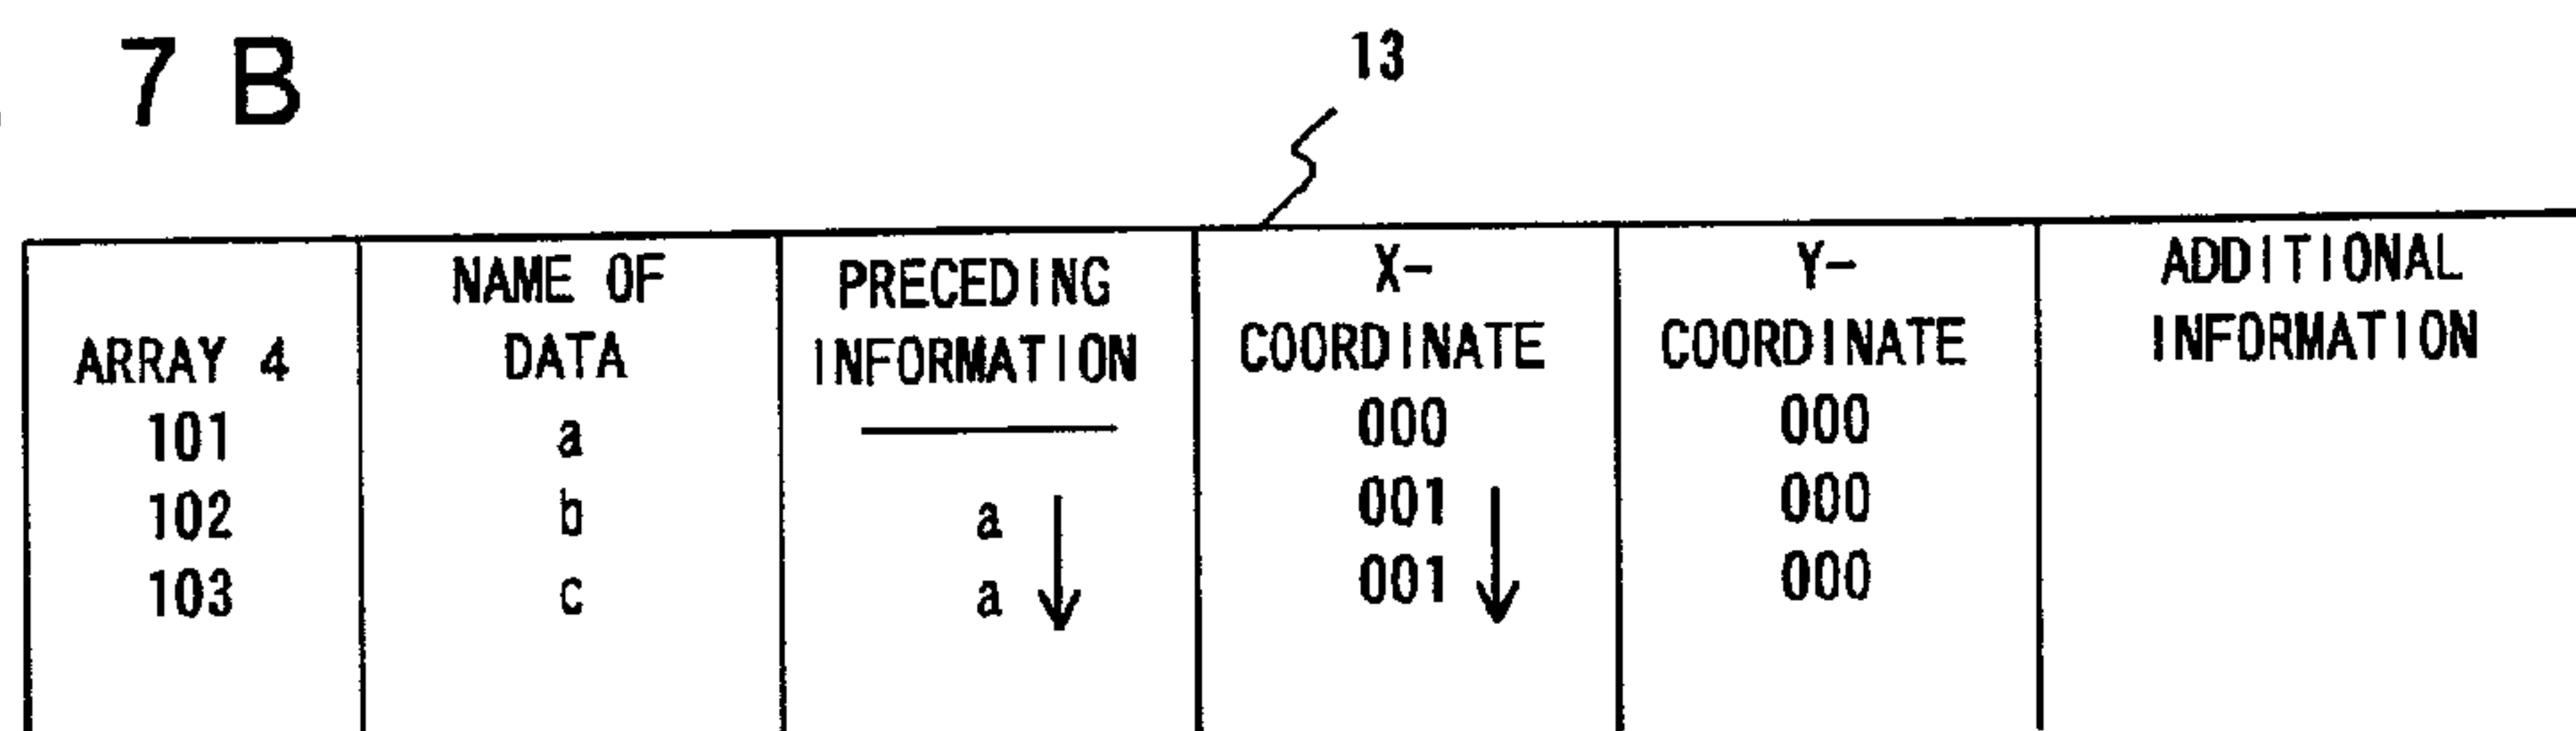 7 B
13
ARRAY 4 NAME OF DATA PRECEDING INFORMATION X- COORDINATE Y- COORDINATE ADDITIONAL INFORMATION
101 a 000 000
102 b a 001 000
103 c a 001 000